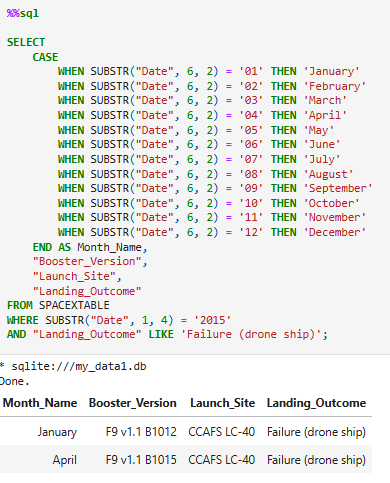 %%sql
SELECT
CASE
WHEN SUBSTR("Date", 6, 2) = '01' THEN 'January'
WHEN SUBSTR("Date", 6, 2) = '02' THEN 'February'
WHEN SUBSTR("Date", 6, 2) = '03' THEN 'March'
WHEN SUBSTR("Date", 6, 2) = '04' THEN 'April'
WHEN SUBSTR("Date", 6, 2) = '05' THEN 'May'
WHEN SUBSTR("Date", 6, 2) = '06' THEN 'June'
WHEN SUBSTR("Date", 6, 2) = '07' THEN 'July'
WHEN SUBSTR("Date", 6, 2) = '08' THEN 'August'
WHEN SUBSTR("Date", 6, 2) = '09' THEN 'September'
WHEN SUBSTR("Date", 6, 2) = '10' THEN 'October'
WHEN SUBSTR("Date", 6, 2) = '11' THEN 'November'
WHEN SUBSTR("Date", 6, 2) = '12' THEN 'December'
END AS Month_Name,
"Booster_Version",
"Launch_Site",
"Landing_Outcome"
FROM SPACEXTABLE
WHERE SUBSTR("Date", 1, 4) = '2015'
AND "Landing_Outcome" LIKE 'Failure (drone ship)';
* sqlite:///my_data1.db
Done.
Month_Name Booster_Version Launch_Site Landing_Outcome
January F9 v1.1 B1012 CCAFS LC-40 Failure (drone ship)
April F9 v1.1 B1015 CCAFS LC-40 Failure (drone ship)